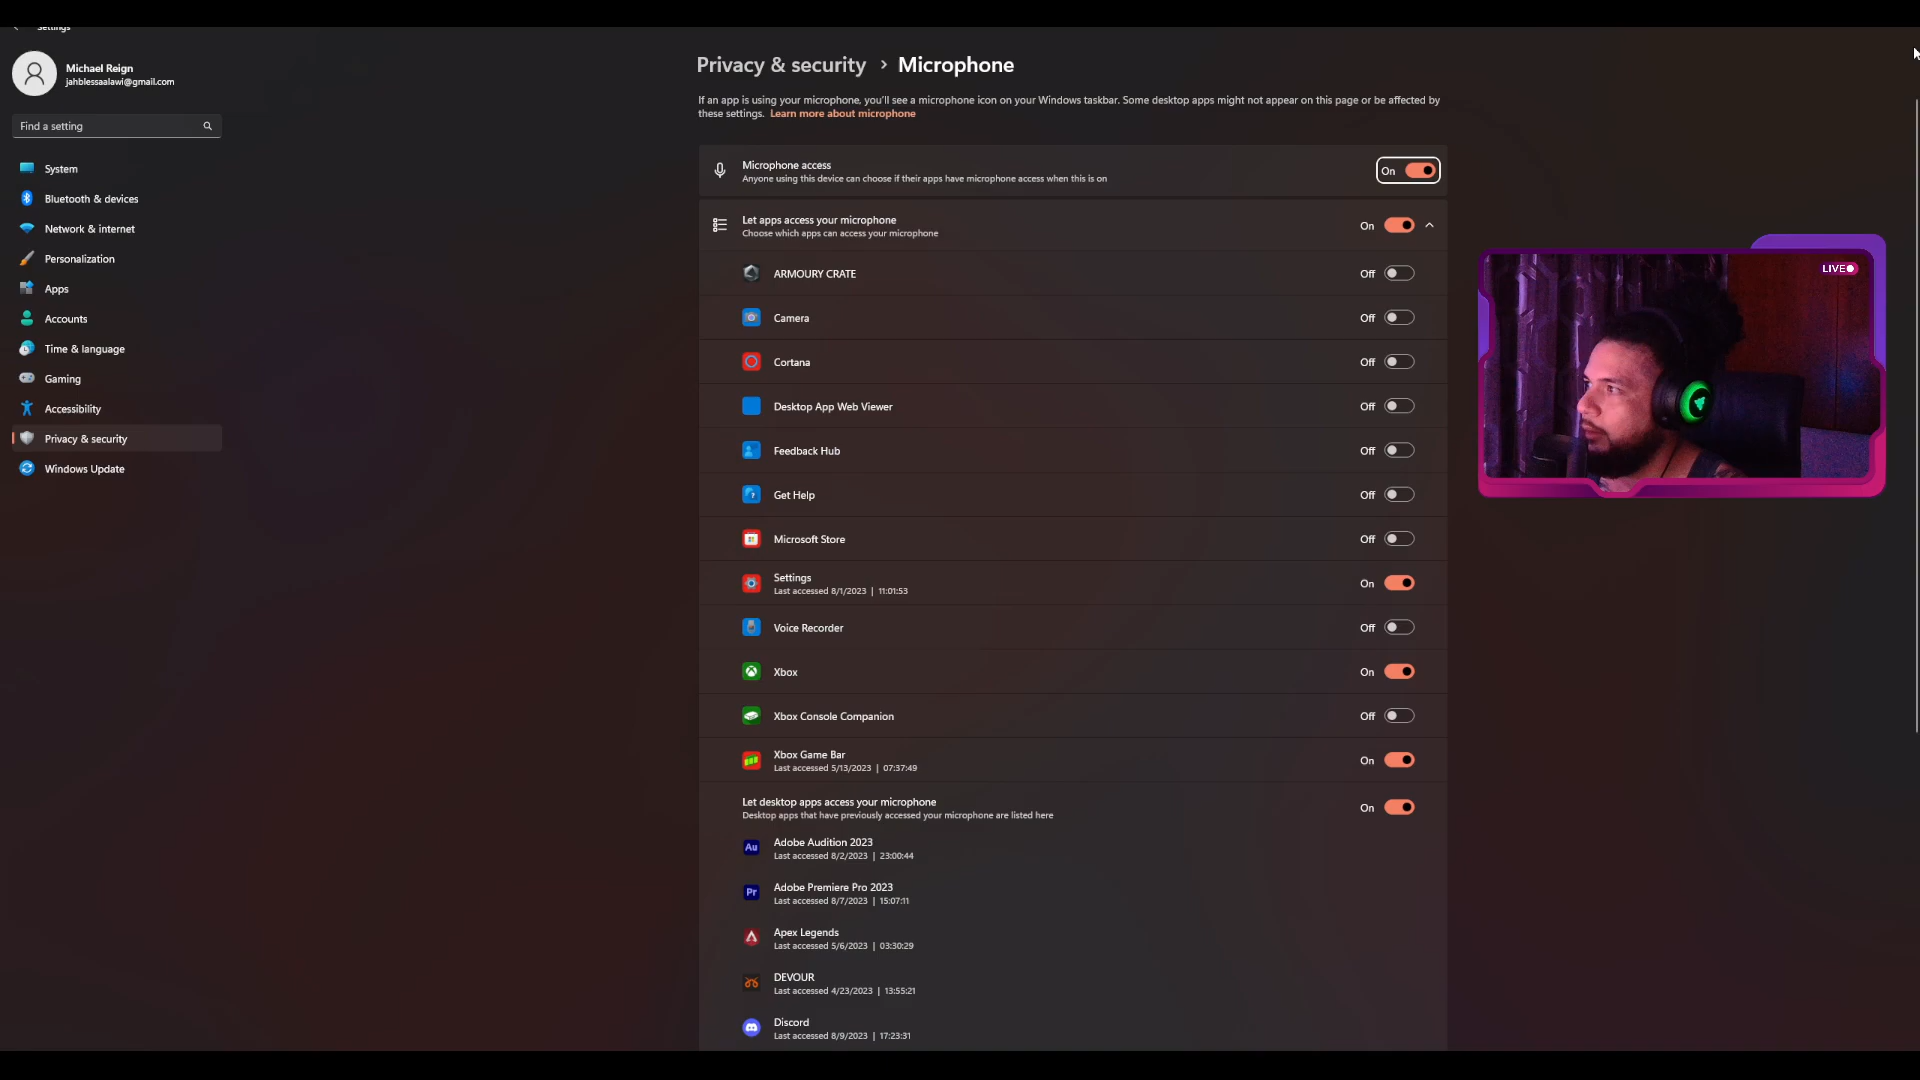 Settings
Michael Reign
jahblessaalawi@gmail.com
Find a setting
System
Bluetooth & devices
Network & internet
Personalization
Apps
Accounts
Time & language
Gaming
Accessibility
Privacy & security
Windows Update
Privacy & security > Microphone
If an app is using your microphone, you'll see a microphone icon on your Windows taskbar. Some desktop apps might not appear on this page or be affected by
these settings. Learn more about microphone
Microphone access
Anyone using this device can choose if their apps have microphone access when this is on
On
Let apps access your microphone
Choose which apps can access your microphone
On
ARMOURY CRATE
Off
Camera
Off
Cortana
Off
Desktop App Web Viewer
Off
Feedback Hub
Off
Get Help
Off
Microsoft Store
Off
Settings
Last accessed 8/1/2023 | 11:01:53
On
Voice Recorder
Off
Xbox
On
Xbox Console Companion
Off
Xbox Game Bar
Last accessed 5/13/2023 | 07:37:49
On
Let desktop apps access your microphone
Desktop apps that have previously accessed your microphone are listed here
On
Au
Adobe Audition 2023
Last accessed 8/2/2023 | 23:00:44
Pr
Adobe Premiere Pro 2023
Last accessed 8/7/2023 | 15:07:11
Apex Legends
Last accessed 5/6/2023 | 03:30:29
DEVOUR
Last accessed 4/23/2023 | 13:55:21
Discord
Last accessed 8/9/2023 | 17:23:31
LIVE